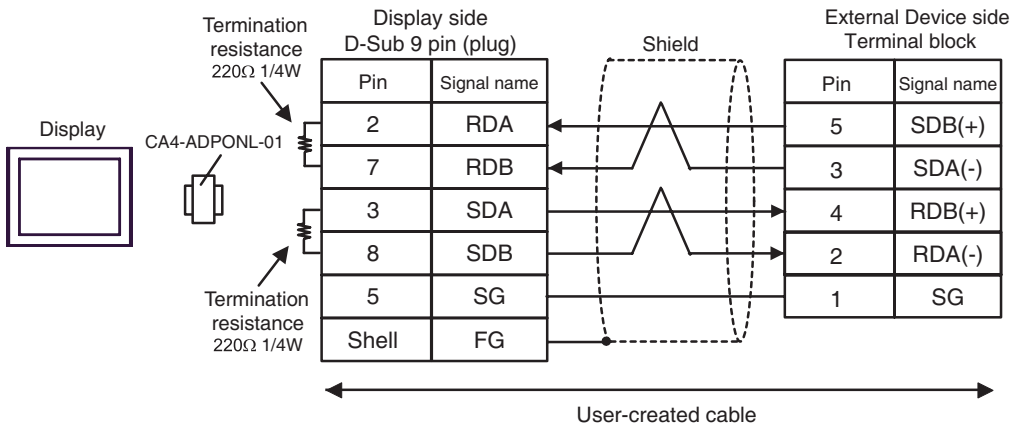 Termination
resistance
220Ω 1/4W
Display side
D-Sub 9 pin (plug)
Shield
External Device side
Terminal block
Display
CA4-ADPONL-01
Pin Signal name
2 RDA
7 RDB
3 SDA
8 SDB
5 SG
Shell FG
Pin Signal name
5 SDB(+)
3 SDA(-)
4 RDB(+)
2 RDA(-)
1 SG
Termination
resistance
220Ω 1/4W
User-created cable